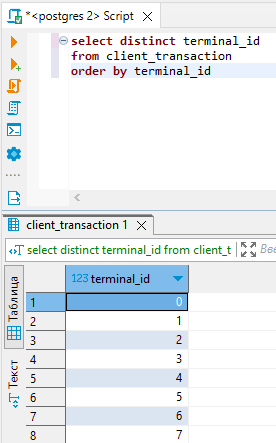 *<postgres 2> Script
select distinct terminal_id
from client_transaction
order by terminal_id
client_transaction 1
select distinct terminal_id from client_t
Вве
Таблица
Текст
123 terminal_id
1 0
2 1
3 2
4 3
5 4
6 5
7 6
8 7